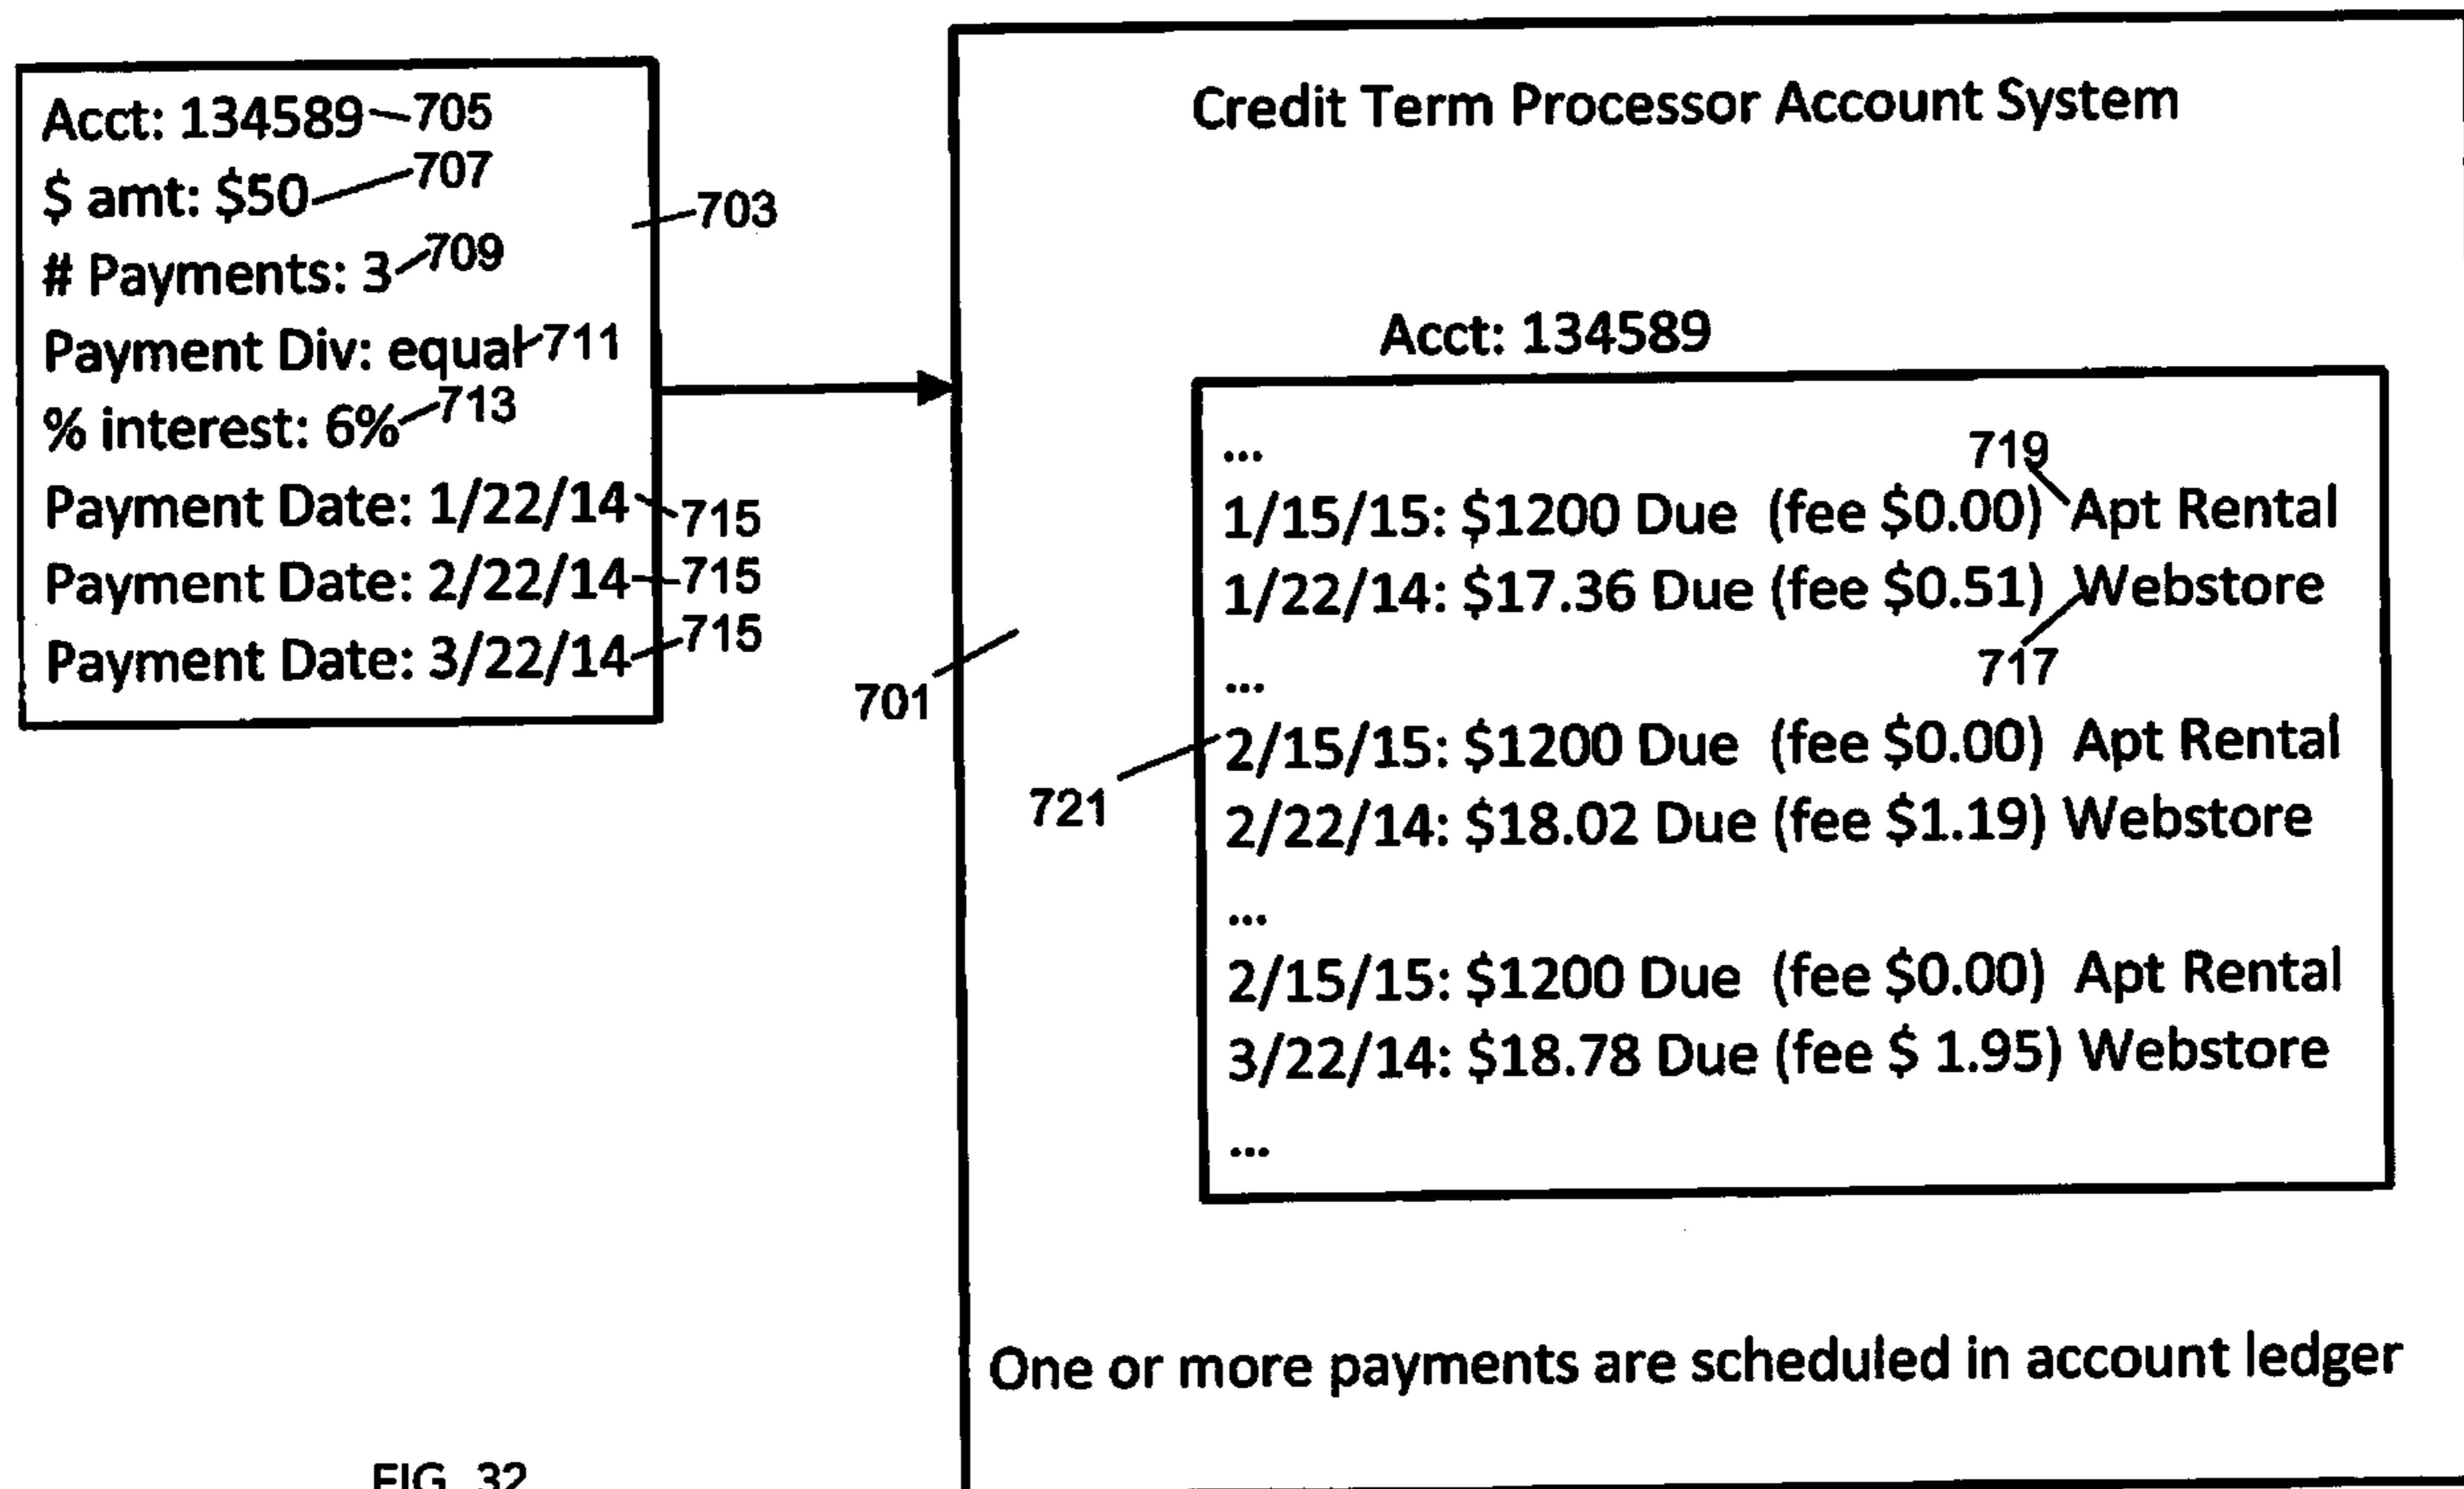 Acct: 134589 705
$ amt: $50 707
703
# Payments: 3 709
Payment Div: equal 711
% interest: 6% 713
Payment Date: 1/22/14 715
Payment Date: 2/22/14 715
Payment Date: 3/22/14 715
Credit Term Processor Account System
Acct: 134589
...
719
1/15/15: $1200 Due (fee $0.00) Apt Rental
1/22/14: $17.36 Due (fee $0.51) Webstore
717
701
...
2/15/15: $1200 Due (fee $0.00) Apt Rental
721
2/22/14: $18.02 Due (fee $1.19) Webstore
...
2/15/15: $1200 Due (fee $0.00) Apt Rental
3/22/14: $18.78 Due (fee $ 1.95) Webstore
...
One or more payments are scheduled in account ledger
FIG. 32